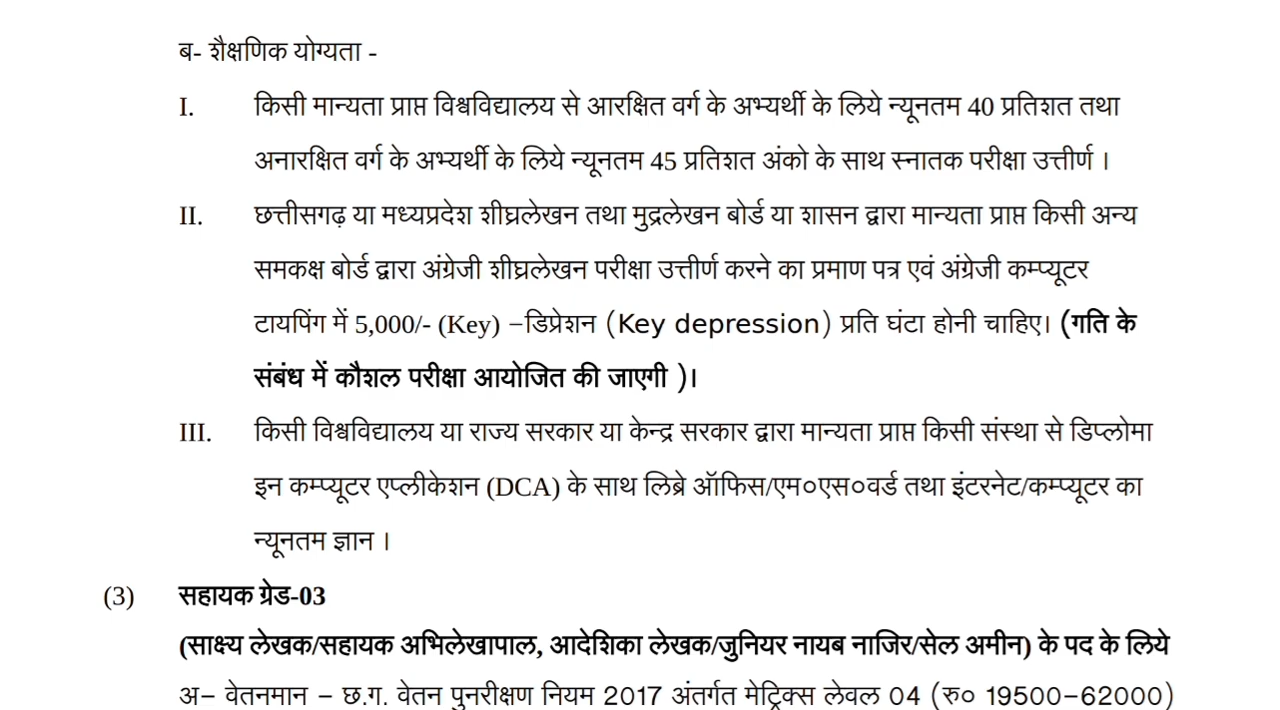 ब- शैक्षणिक योग्यता -
I. किसी मान्यता प्राप्त विश्वविद्यालय से आरक्षित वर्ग के अभ्यर्थी के लिये न्यूनतम 40 प्रतिशत तथा
अनारक्षित वर्ग के अभ्यर्थी के लिये न्यूनतम 45 प्रतिशत अंको के साथ स्नातक परीक्षा उत्तीर्ण ।
II. छत्तीसगढ़ या मध्यप्रदेश शीघ्रलेखन तथा मुद्रलेखन बोर्ड या शासन द्वारा मान्यता प्राप्त किसी अन्य
समकक्ष बोर्ड द्वारा अंग्रेजी शीघ्रलेखन परीक्षा उत्तीर्ण करने का प्रमाण पत्र एवं अंग्रेजी कम्प्यूटर
टायपिंग में 5,000/- (Key) –डिप्रेशन (Key depression) प्रति घंटा होनी चाहिए। (गति के
संबंध में कौशल परीक्षा आयोजित की जाएगी )।
III. किसी विश्वविद्यालय या राज्य सरकार या केन्द्र सरकार द्वारा मान्यता प्राप्त किसी संस्था से डिप्लोमा
इन कम्प्यूटर एप्लीकेशन (DCA) के साथ लिब्रे ऑफिस/एम०एस०वर्ड तथा इंटरनेट/कम्प्यूटर का
न्यूनतम ज्ञान ।
(3) सहायक ग्रेड-03
(साक्ष्य लेखक/सहायक अभिलेखापाल, आदेशिका लेखक/जुनियर नायब नाजिर/सेल अमीन) के पद के लिये
अ– वेतनमान – छ.ग. वेतन पुनरीक्षण नियम 2017 अंतर्गत मेट्रिक्स लेवल 04 (रु० 19500–62000)